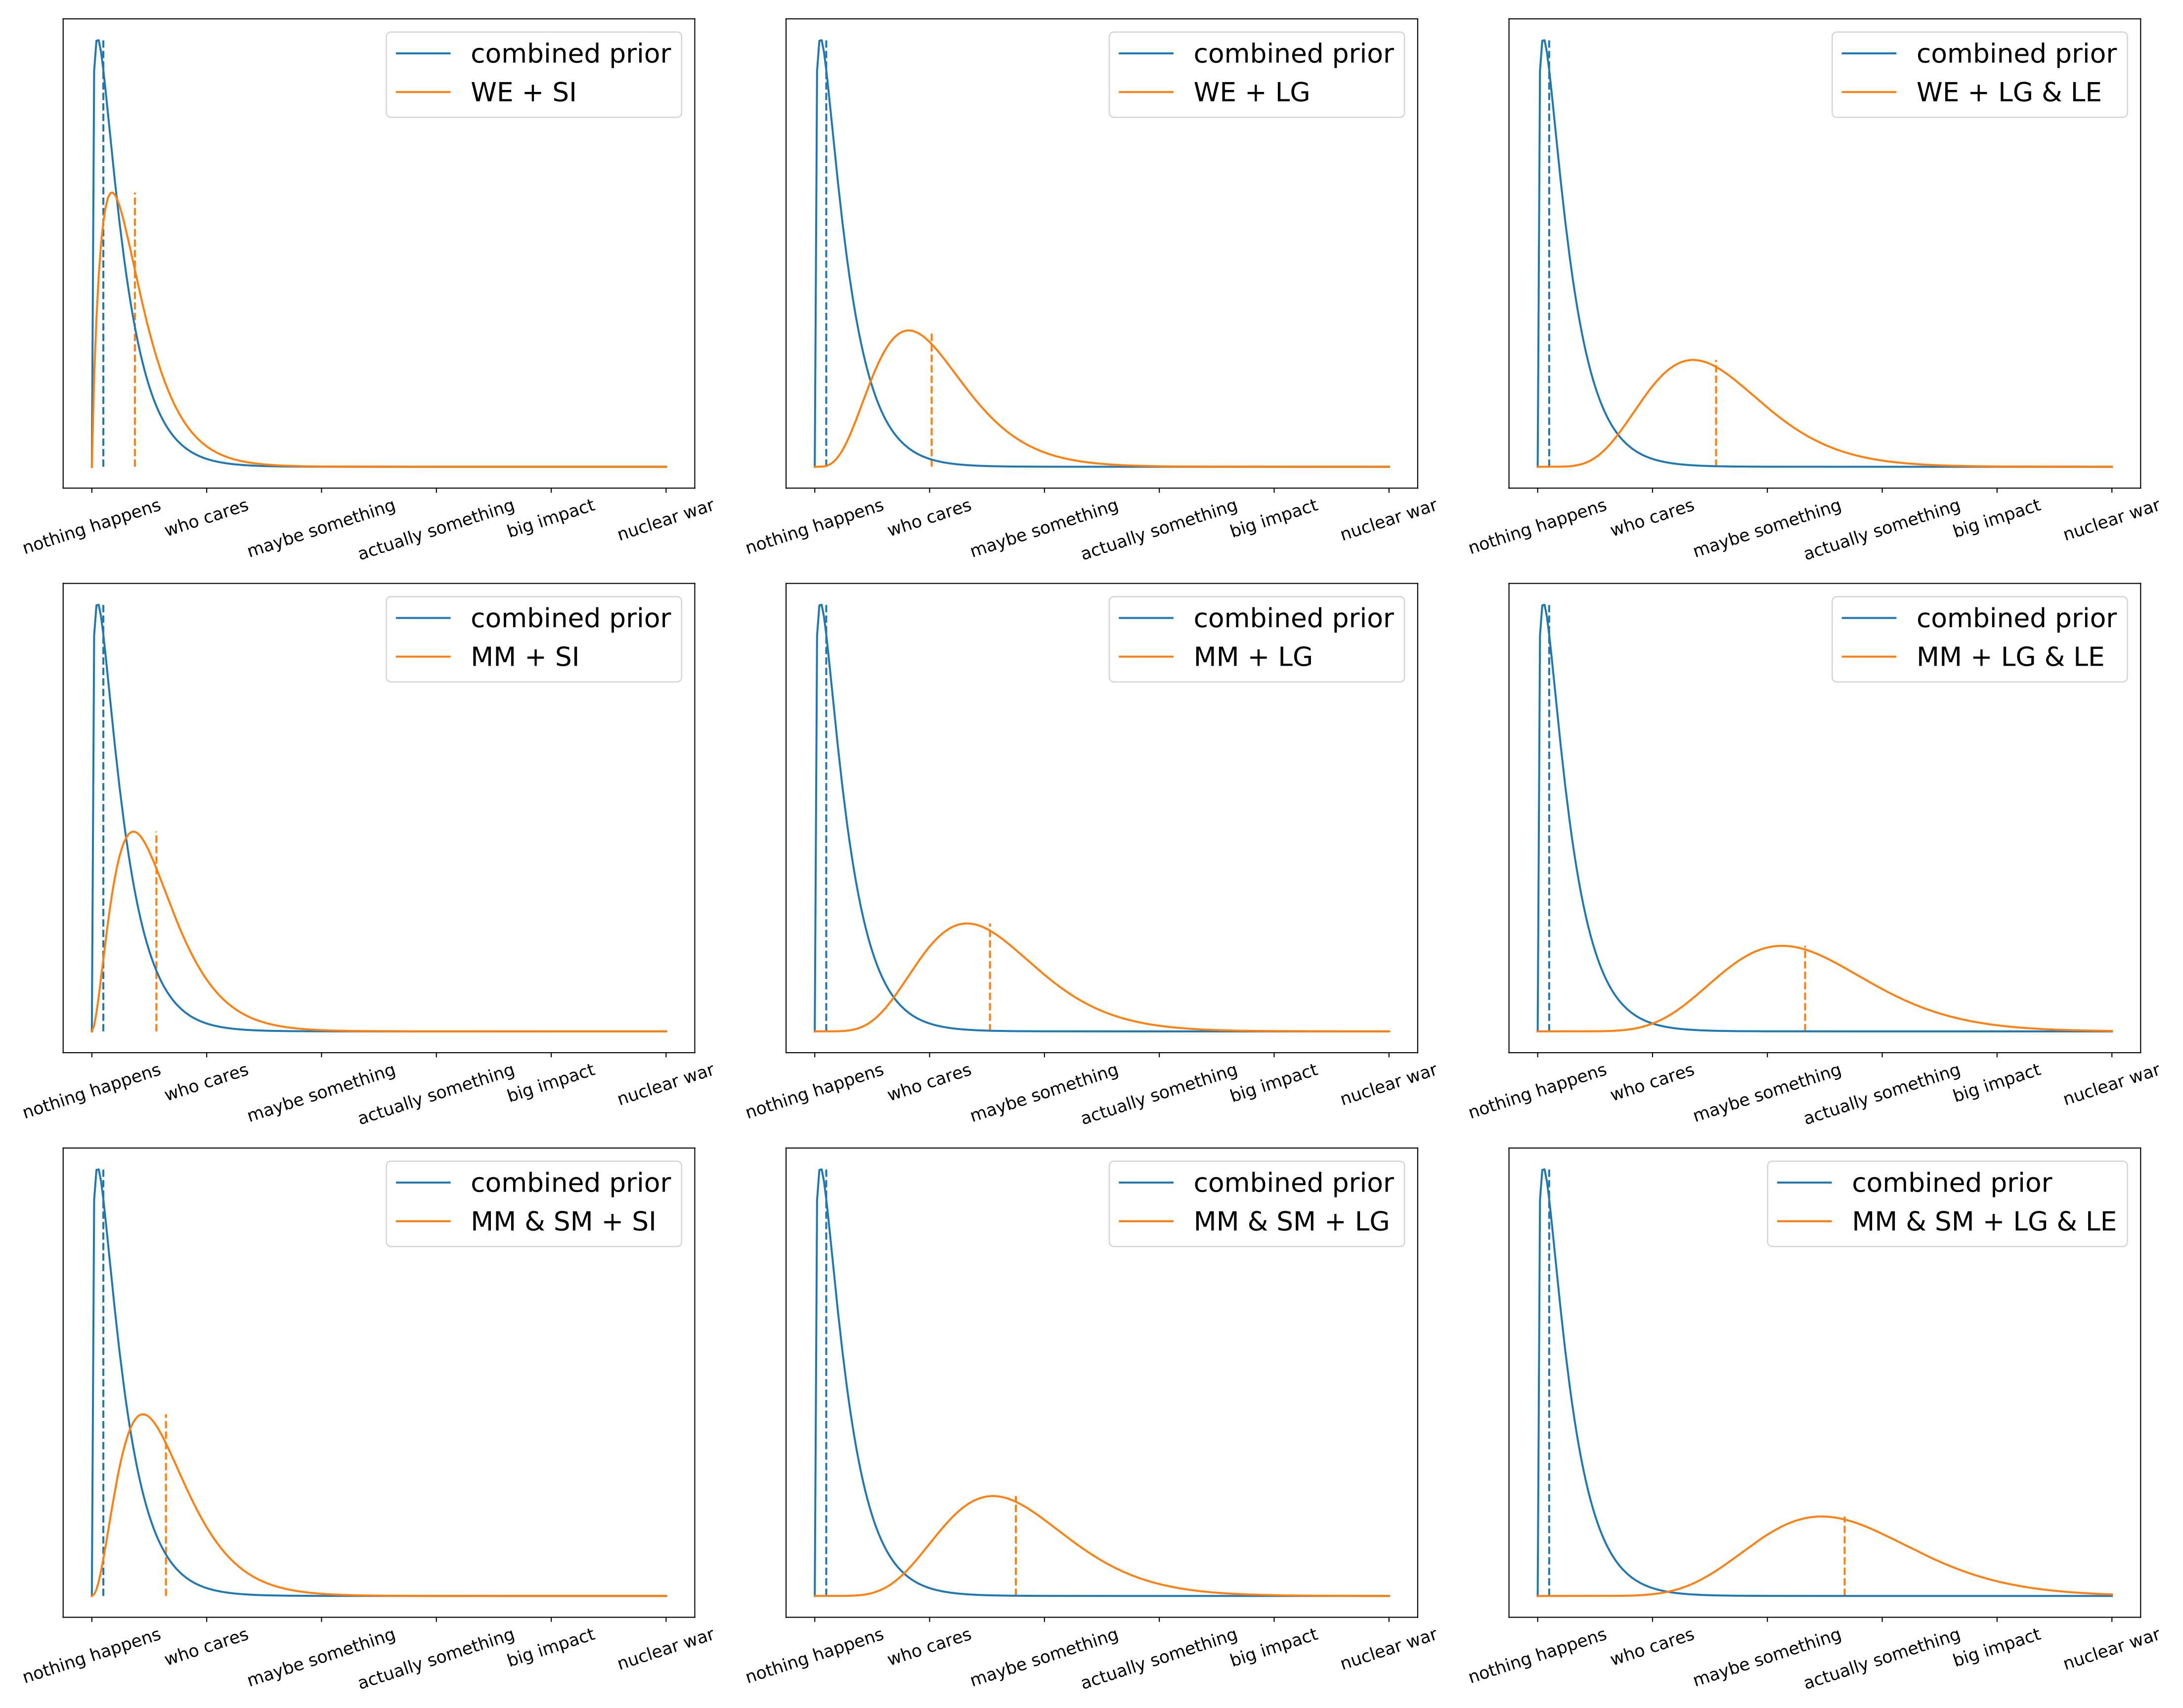 combined prior
WE + SI
combined prior
WE + LG
combined prior
WE + LG & LE
nothing happens
who cares
maybe something
actually something
big impact
nuclear war
nothing happens
who cares
maybe something
actually something
big impact
nuclear war
nothing happens
who cares
maybe something
actually something
big impact
nuclear war
combined prior
MM + SI
combined prior
MM + LG
combined prior
MM + LG & LE
nothing happens
who cares
maybe something
actually something
big impact
nuclear war
nothing happens
who cares
maybe something
actually something
big impact
nuclear war
nothing happens
who cares
maybe something
actually something
big impact
nuclear war
combined prior
MM & SM + SI
combined prior
MM & SM + LG
combined prior
MM & SM + LG & LE
nothing happens
who cares
maybe something
actually something
big impact
nuclear war
nothing happens
who cares
maybe something
actually something
big impact
nuclear war
nothing happens
who cares
maybe something
actually something
big impact
nuclear war